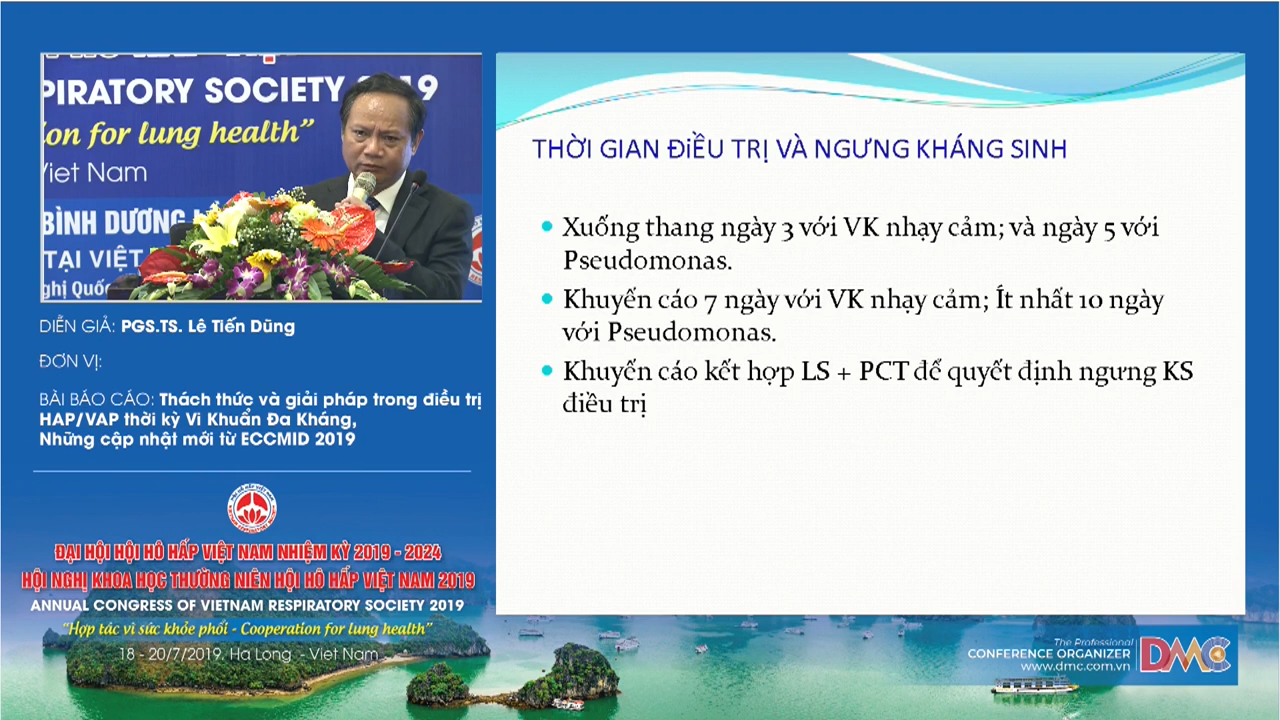 PIRATORY SOCIETY 2019
on for lung health”
Viet Nam
BÌNH DƯƠNG
TẠI VIỆT
ghị Quốc
DIỄN GIẢ: PGS.TS. Lê Tiến Dũng
ĐƠN VỊ:
BÀI BÁO CÁO: Thách thức và giải pháp trong điều trị
HAP/VAP thời kỳ Vi Khuẩn Đa Kháng,
Những cập nhật mới từ ECCMID 2019
ĐẠI HỘI HỘI HÔ HẤP VIỆT NAM NHIỆM KỲ 2019 - 2024
HỘI NGHỊ KHOA HỌC THƯỜNG NIÊN HỘI HÔ HẤP VIỆT NAM 2019
ANNUAL CONGRESS OF VIETNAM RESPIRATORY SOCIETY 2019
“Hợp tác vì sức khỏe phổi - Cooperation for lung health”
18 - 20/7/2019. Ha Long - Viet Nam
THỜI GIAN ĐIỀU TRỊ VÀ NGƯNG KHÁNG SINH
• Xuống thang ngày 3 với VK nhạy cảm; và ngày 5 với
Pseudomonas.
• Khuyến cáo 7 ngày với VK nhạy cảm; Ít nhất 10 ngày
với Pseudomonas.
• Khuyến cáo kết hợp LS + PCT để quyết định ngưng KS
điều trị
The Professional
CONFERENCE ORGANIZER
www.dmc.com.vn
DMC